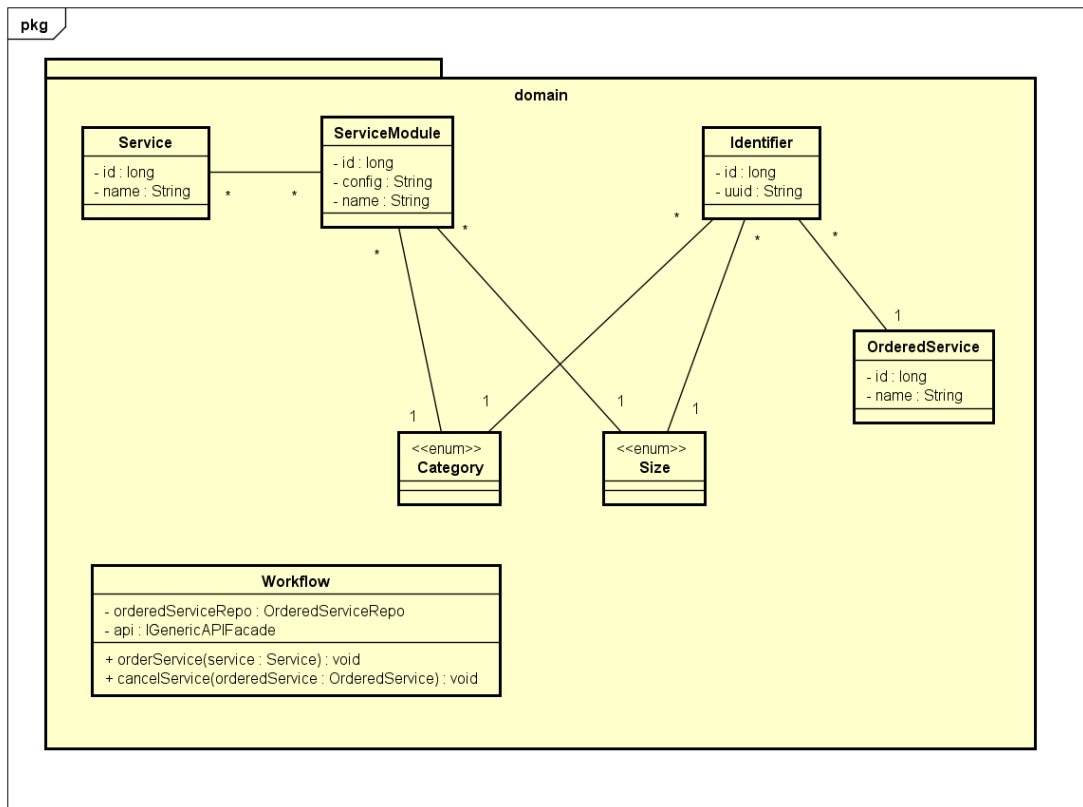 pkg
domain
Service
- id : long
- name : String
ServiceModule
- id : long
- config : String
- name : String
Identifier
- id : long
- uuid : String
*
*
*
*
*
*
*
1
OrderedService
- id : long
- name : String
1
1
1
1
<<enum>>
Category
<<enum>>
Size
Workflow
- orderedServiceRepo : OrderedServiceRepo
- api : IGenericAPIFacade
+ orderService(service : Service) : void
+ cancelService(orderedService : OrderedService) : void